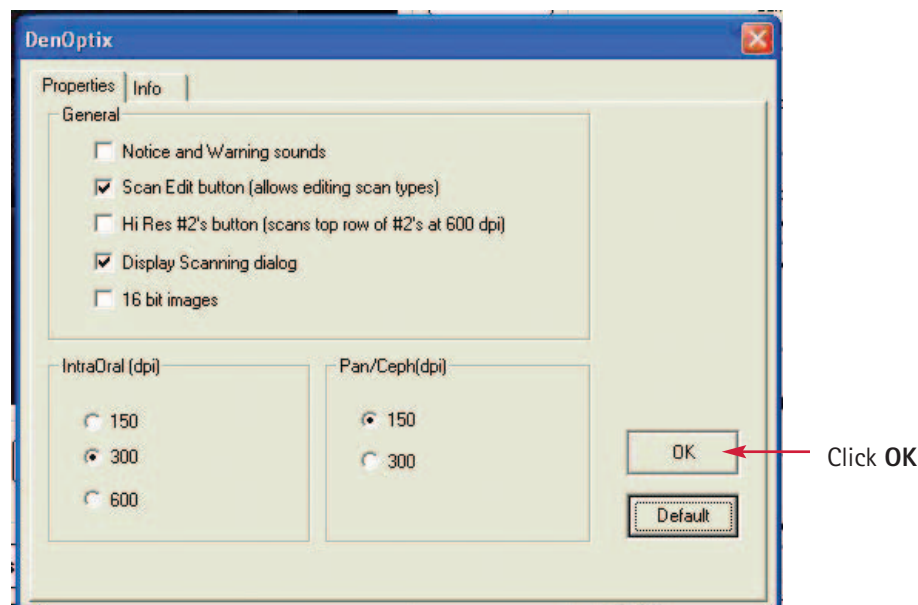 DenOptix
Properties Info
General
Notice and Warning sounds
Scan Edit button (allows editing scan types)
Hi Res #2's button (scans top row of #2's at 600 dpi)
Display Scanning dialog
16 bit images
IntraOral (dpi)
150
300
600
Pan/Ceph(dpi)
150
300
OK
Default
Click OK